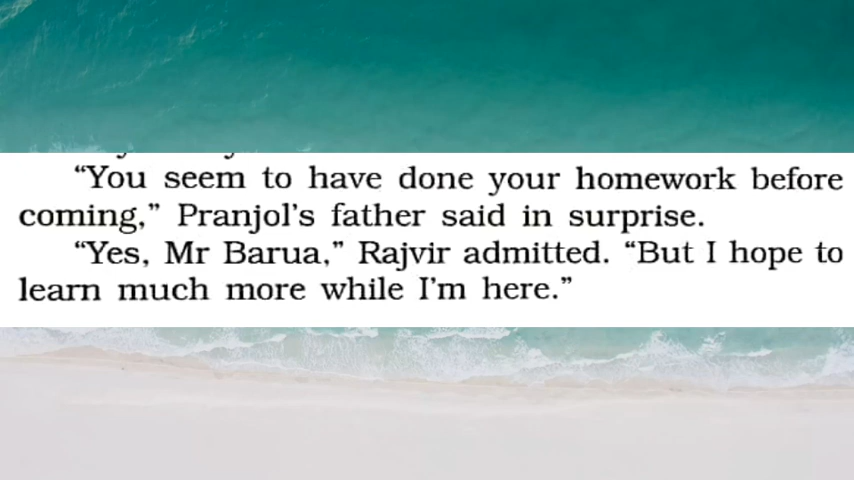 “You seem to have done your homework before
coming,” Pranjol’s father said in surprise.
“Yes, Mr Barua,” Rajvir admitted. “But I hope to
learn much more while I’m here.”